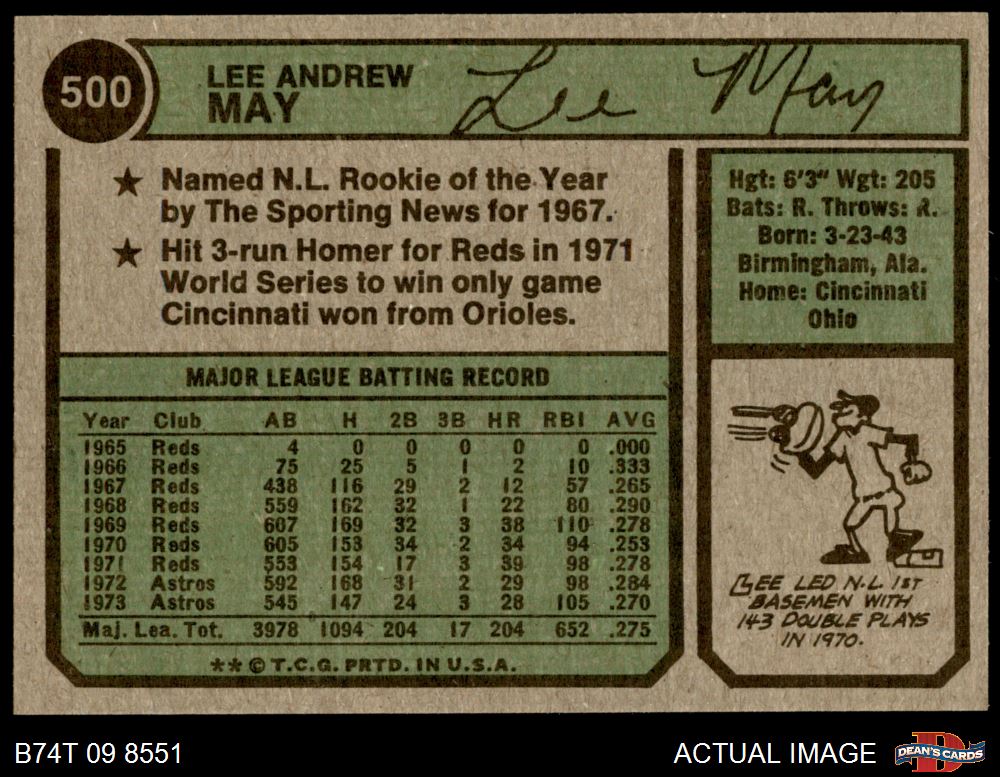 500
LEE ANDREW
MAY
Lee May
★ Named N.L. Rookie of the Year
by The Sporting News for 1967.
★ Hit 3-run Homer for Reds in 1971
World Series to win only game
Cincinnati won from Orioles.
Hgt: 6'3" Wgt: 205
Bats: R. Throws: R.
Born: 3-23-43
Birmingham, Ala.
Home: Cincinnati
Ohio
MAJOR LEAGUE BATTING RECORD
Year Club AB H 2B 3B HR RBI AVG
1965 Reds 4 0 0 0 0 0 .000
1966 Reds 75 25 5 1 2 10 .333
1967 Reds 438 116 29 2 12 57 .265
1968 Reds 559 162 32 1 22 80 .290
1969 Reds 607 169 32 3 38 110 .278
1970 Reds 605 153 34 2 34 94 .253
1971 Reds 553 154 17 3 39 98 .278
1972 Astros 592 168 31 2 29 98 .284
1973 Astros 545 147 24 3 28 105 .270
Maj. Lea. Tot. 3978 1094 204 17 204 652 .275
★★ © T.C.G. PRTD. IN U.S.A.
LEE LED N.L. 1ST
BASEMEN WITH
143 DOUBLE PLAYS
IN 1970.
B74T 09 8551
ACTUAL IMAGE
D
DEAN'S CARDS